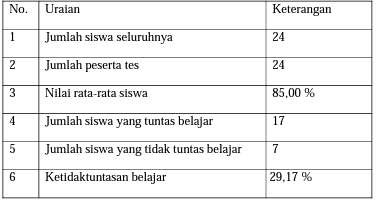 No. Uraian Keterangan
1 Jumlah siswa seluruhnya 24
2 Jumlah peserta tes 24
3 Nilai rata-rata siswa 85,00 %
4 Jumlah siswa yang tuntas belajar 17
5 Jumlah siswa yang tidak tuntas belajar 7
6 Ketidaktuntasan belajar 29,17 %